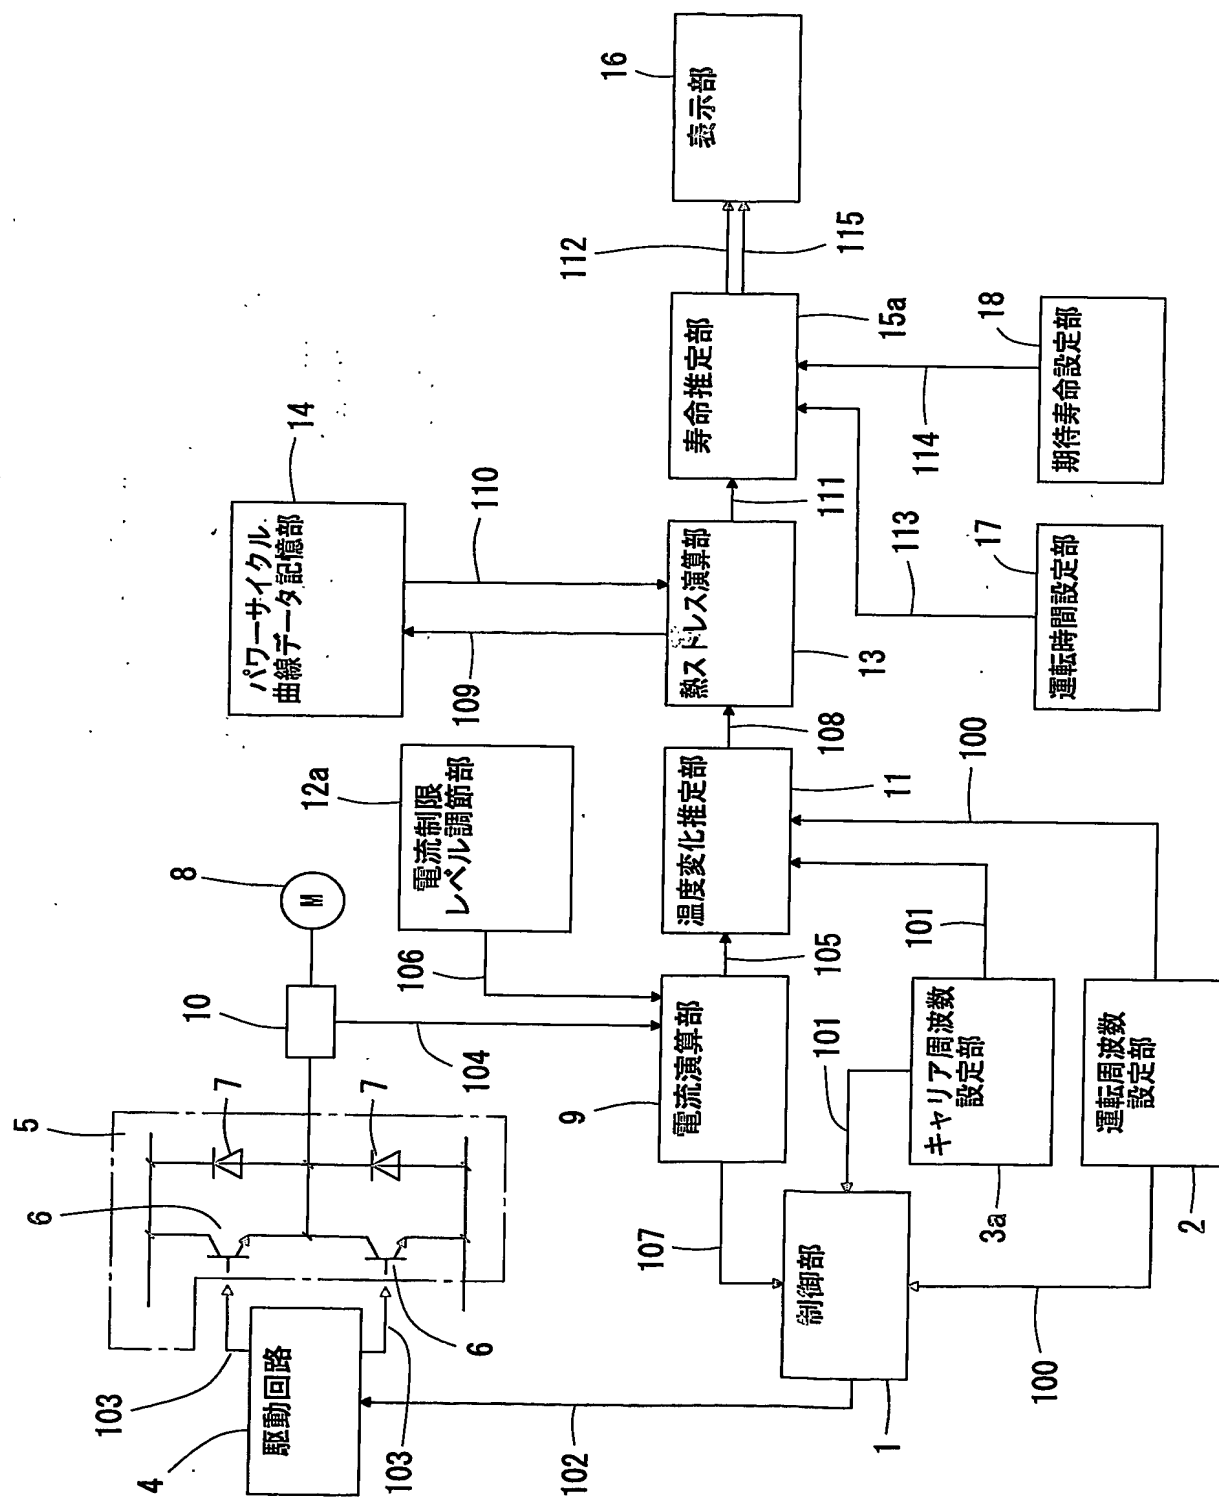 5
6
7
7
6
103
103
駆動回路
4
10
8
M
104
106
12a
電流制限
レベル調節部
14
パワーサイクル
曲線データ記憶部
109
110
102
制御部
1
107
電流演算部
9
105
温度変化推定部
11
108
熱ストレス演算部
13
111
寿命推定部
15a
112
115
表示部
16
101
キャリア周波数
設定部
3a
101
運転周波数
設定部
2
100
100
運転時間設定部
17
113
期待寿命設定部
18
114